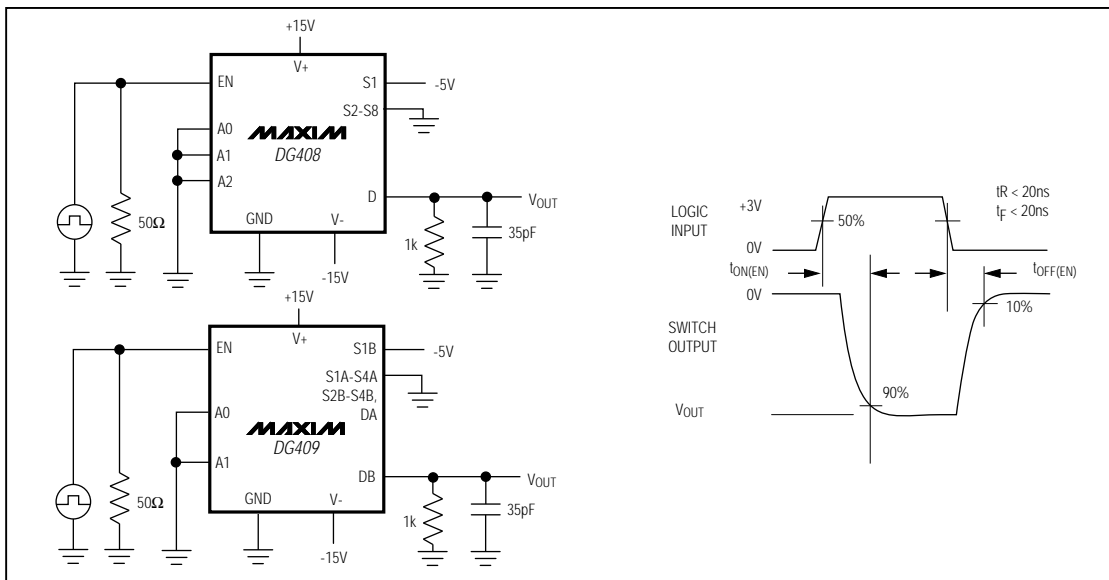 +15V
V+
EN
S1
-5V
S2-S8
A0
A1
A2
MAXIM
DG408
D
VOUT
50Ω
GND
V-
1k
35pF
-15V
+15V
V+
EN
S1B
-5V
S1A-S4A
S2B-S4B,
DA
A0
MAXIM
DG409
A1
DB
VOUT
50Ω
GND
V-
1k
35pF
-15V
LOGIC
INPUT
+3V
50%
0V
tR < 20ns
tF < 20ns
tON(EN)
tOFF(EN)
0V
10%
SWITCH
OUTPUT
90%
VOUT